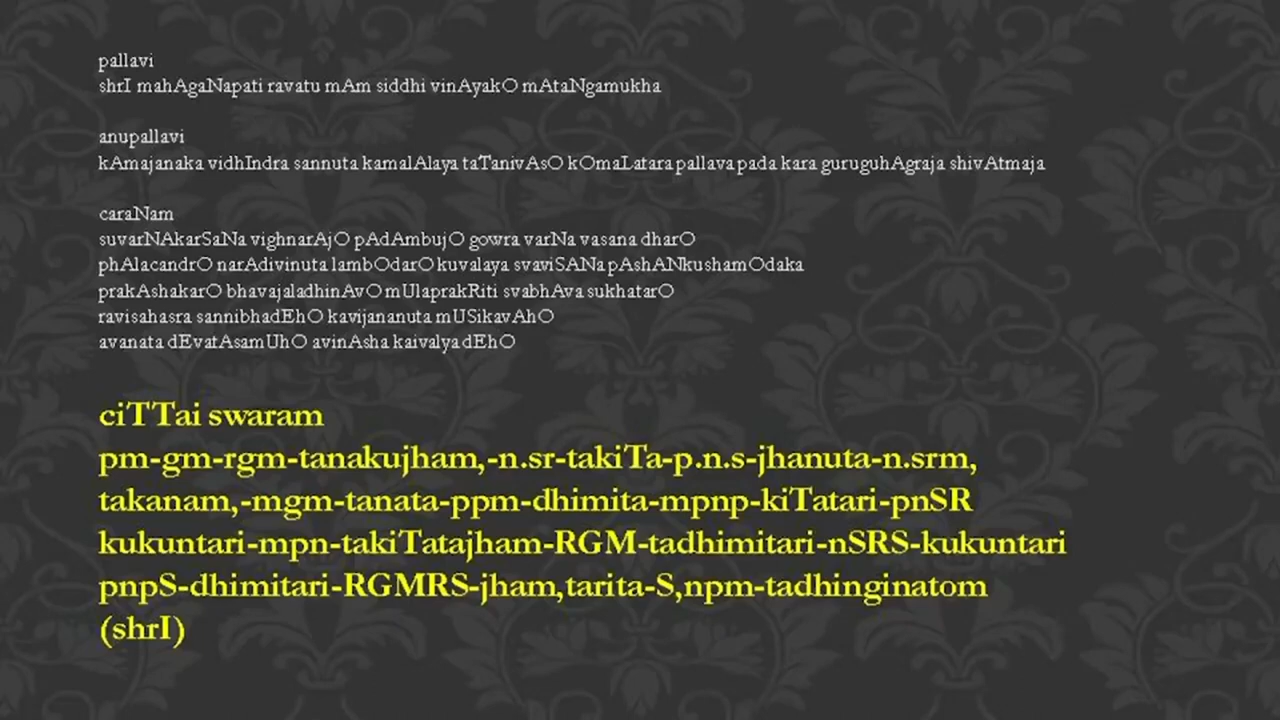 pallavi
shrI mahAgaNapati ravatu mAm siddhi vinAyakO mAtaNgamukha
anupallavi
kAmajanaka vidhIndra sannuta kamalAlaya taTanivAsO kOmaLatara pallava pada kara guruguhAgraja shivAtmaja
caraNam
suvarNAkarSaNa vighnarAjO pAdAmbujO gowra varNa vasana dharO
phAlacandrO narAdivinuta lambOdarO kuvalaya svaviSANa pAshANkushamOdaka
prakAshakarO bhavajaladhinAvO mUlaprakRiti svabhAva sukhatarO
ravisahasra sannibhadEhO kavijananuta mUSikavAhO
avanata dEvatAsamUhO avinAsha kaivalya dEhO
ciTTai swaram
pm-gm-rgm-tanakujham,-n.sr-takiTa-p.n.s-jhanuta-n.srm,
takanam,-mgm-tanata-ppm-dhimita-mpnp-kiTatari-pnSR
kukuntari-mpn-takiTatajham-RGM-tadhimitari-nSRS-kukuntari
pnpS-dhimitari-RGMRS-jham,tarita-S,npm-tadhinginatom
(shrI)